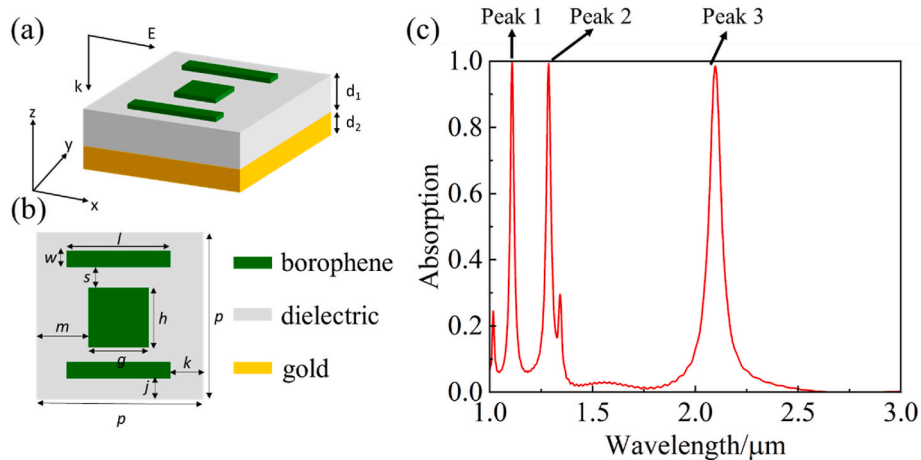 (a)
E
k
z
y
x
d1
d2
(b)
l
w
s
h
m
p
g
k
j
p
borophene
dielectric
gold
(c)
Peak 1
Peak 2
Peak 3
1.0
0.8
0.6
0.4
0.2
0.0
Absorption
1.0 1.5 2.0 2.5 3.0
Wavelength/μm